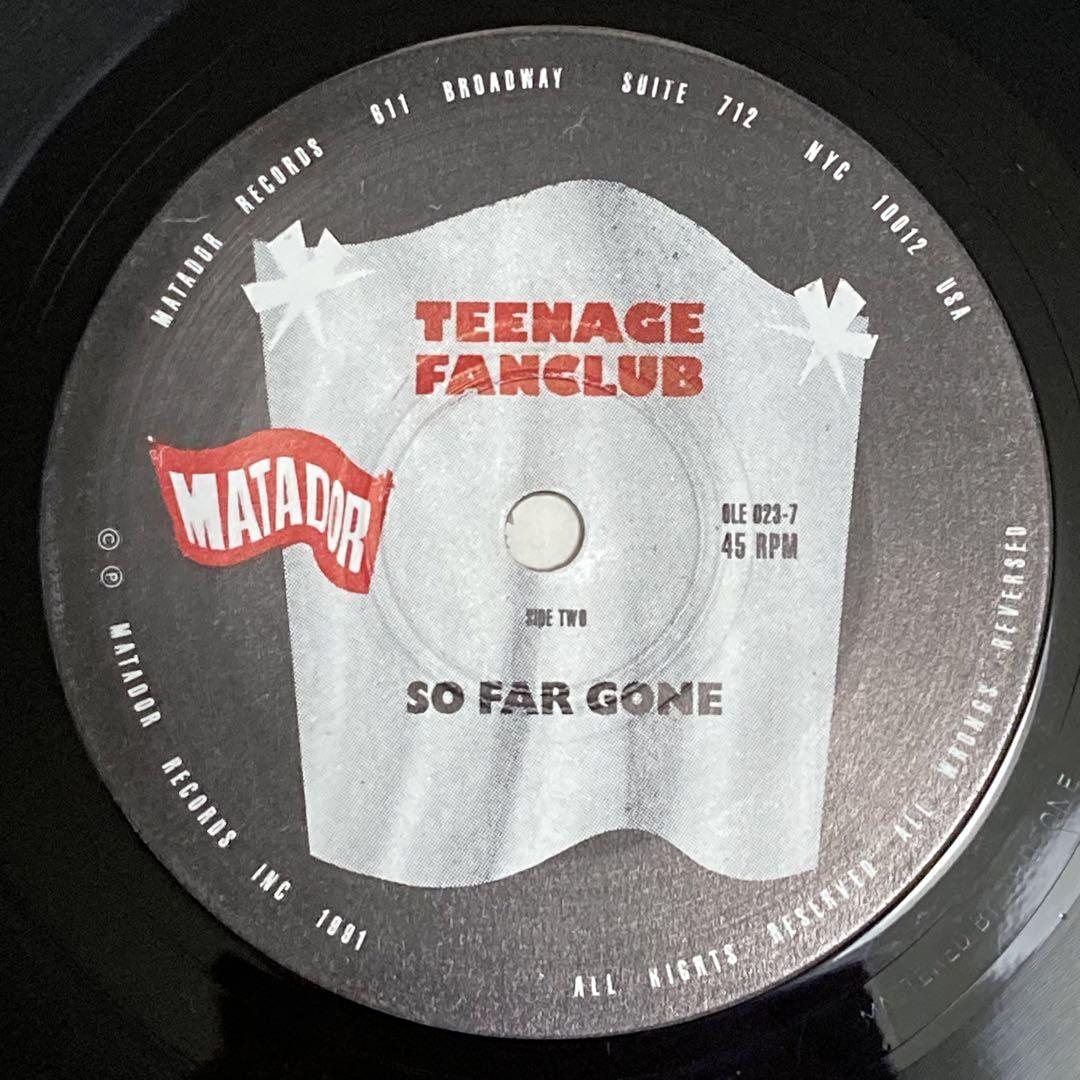 MATADOR RECORDS 611 BROADWAY SUITE 712 NYC 10012 USA
TEENAGE
FANCLUB
MATADOR
OLE 023-7
45 RPM
SIDE TWO
SO FAR GONE
© ℗ MATADOR RECORDS INC 1991
ALL RIGHTS RESERVED ALL WRONGS REVERSED